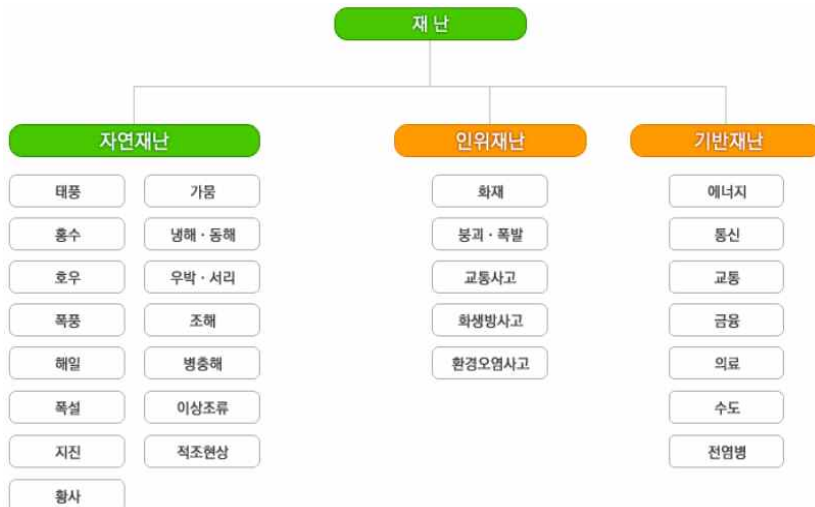 재 난
자연재난
태풍
홍수
호우
폭풍
해일
폭설
지진
황사
가뭄
냉해 · 동해
우박 · 서리
조해
병충해
이상조류
적조현상
인위재난
화재
붕괴 · 폭발
교통사고
화생방사고
환경오염사고
기반재난
에너지
통신
교통
금융
의료
수도
전염병